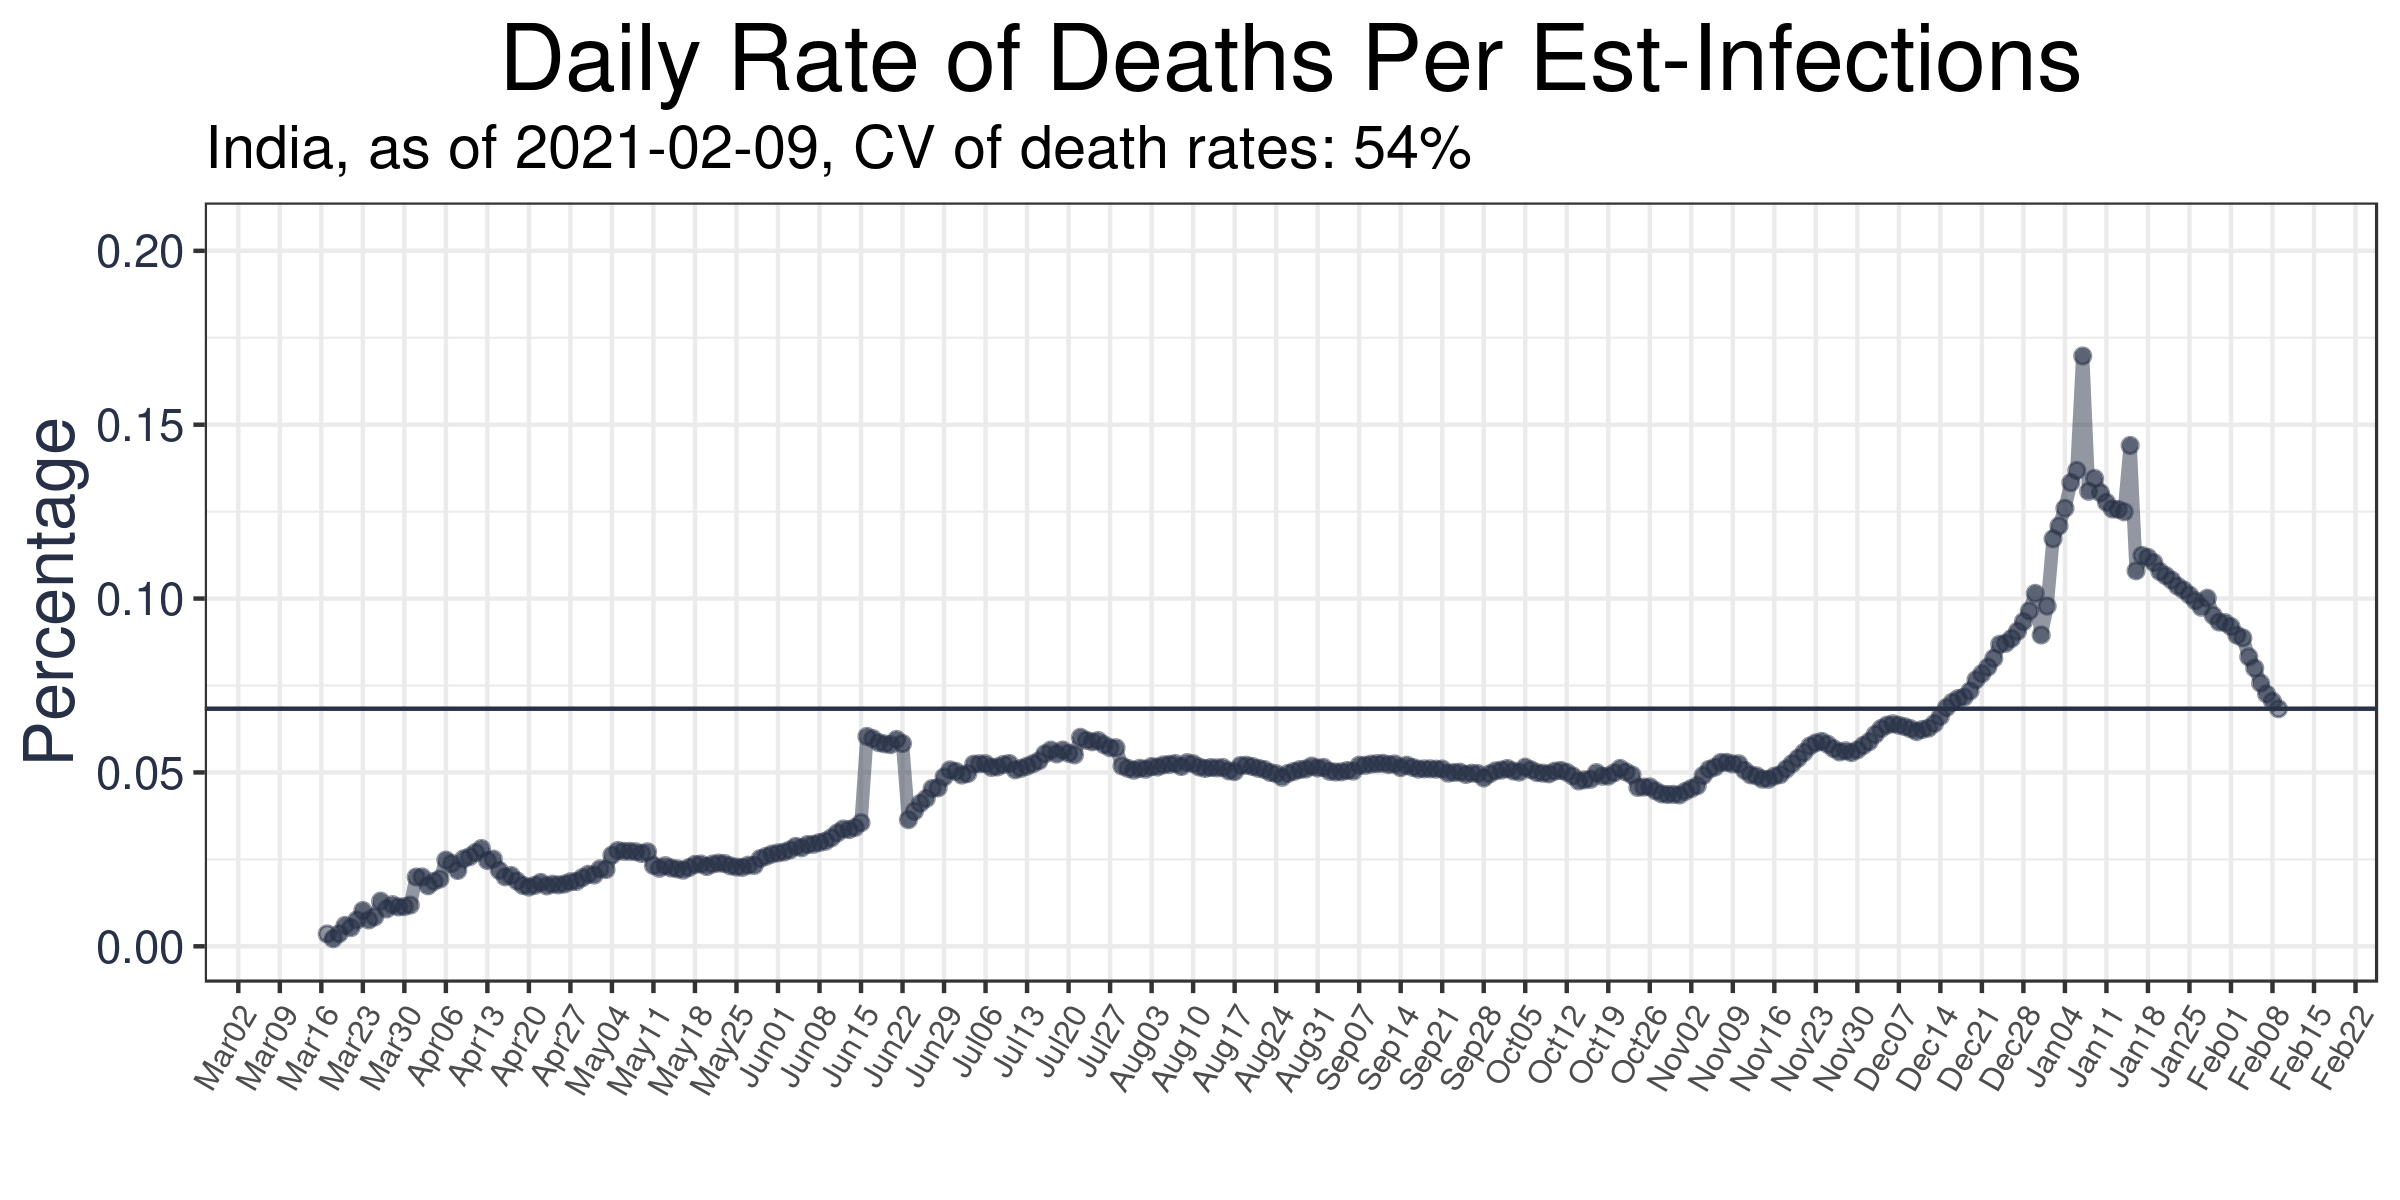 Daily Rate of Deaths Per Est-Infections
India, as of 2021-02-09, CV of death rates: 54%
Percentage
0.20
0.15
0.10
0.05
0.00
Mar02
Mar09
Mar16
Mar23
Mar30
Apr06
Apr13
Apr20
Apr27
May04
May11
May18
May25
Jun01
Jun08
Jun15
Jun22
Jun29
Jul06
Jul13
Jul20
Jul27
Aug03
Aug10
Aug17
Aug24
Aug31
Sep07
Sep14
Sep21
Sep28
Oct05
Oct12
Oct19
Oct26
Nov02
Nov09
Nov16
Nov23
Nov30
Dec07
Dec14
Dec21
Dec28
Jan04
Jan11
Jan18
Jan25
Feb01
Feb08
Feb15
Feb22